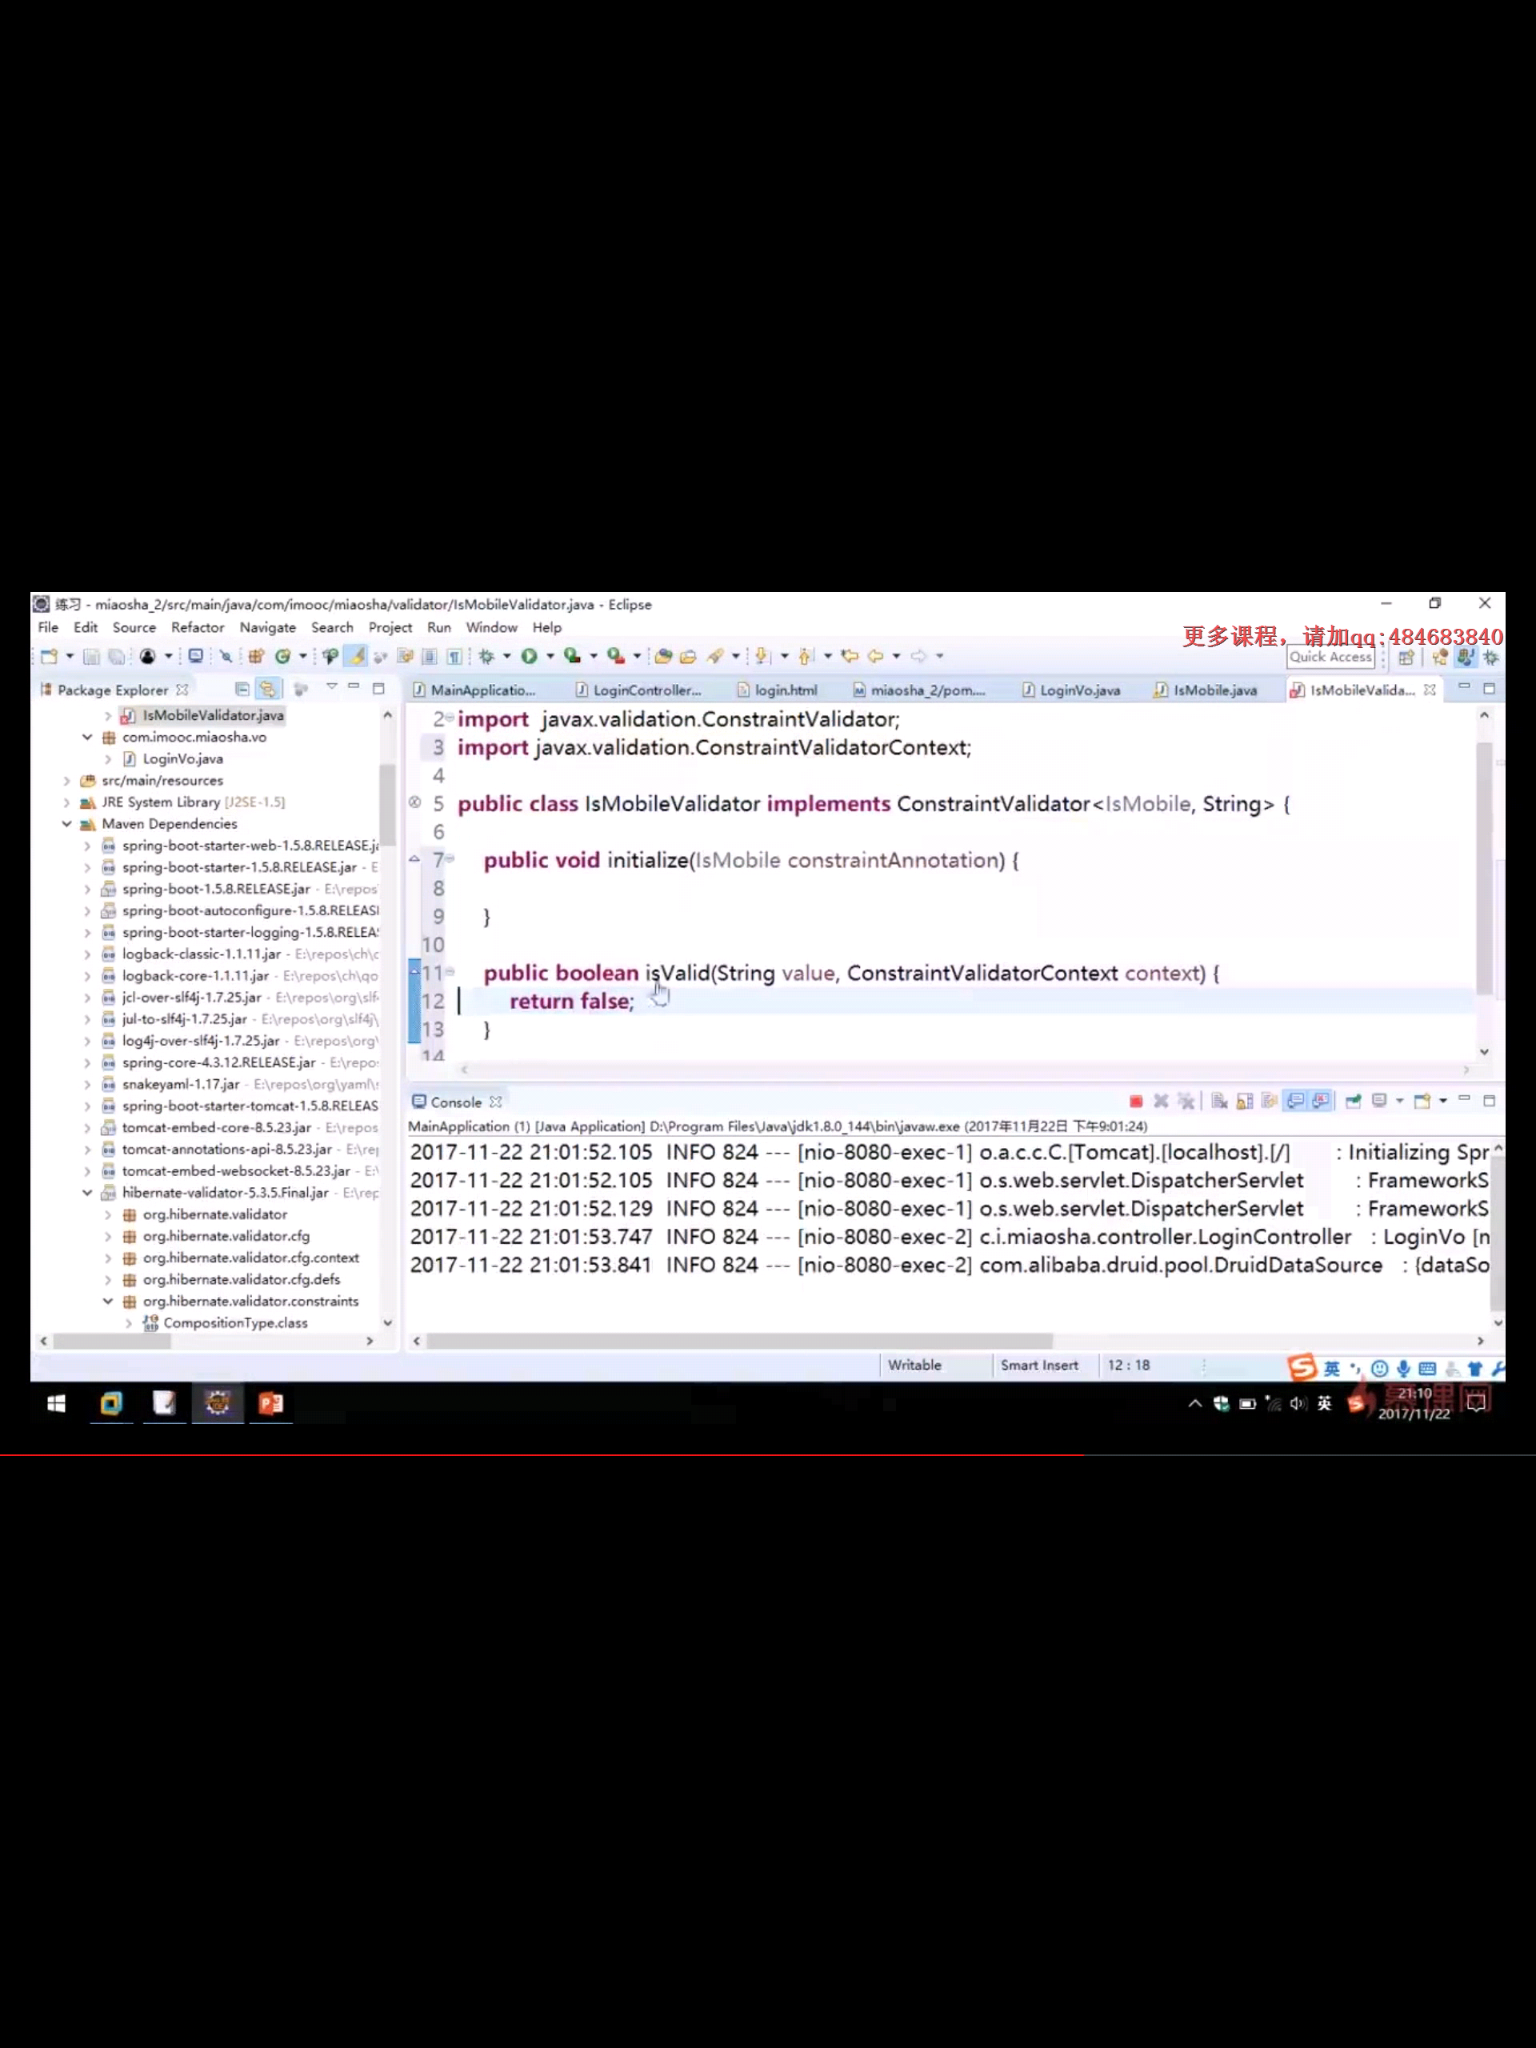 练习 - miaosha_2/src/main/java/com/imooc/miaosha/validator/IsMobileValidator.java - Eclipse
File Edit Source Refactor Navigate Search Project Run Window Help
更多课程，请加qq:484683840
Quick Access
Package Explorer
IsMobileValidator.java
com.imooc.miaosha.vo
LoginVo.java
src/main/resources
JRE System Library [J2SE-1.5]
Maven Dependencies
spring-boot-starter-web-1.5.8.RELEASE.ja
spring-boot-starter-1.5.8.RELEASE.jar - E
spring-boot-1.5.8.RELEASE.jar - E:\repos
spring-boot-autoconfigure-1.5.8.RELEASI
spring-boot-starter-logging-1.5.8.RELEA
logback-classic-1.1.11.jar - E:\repos\ch\c
logback-core-1.1.11.jar - E:\repos\ch\qo
jcl-over-slf4j-1.7.25.jar - E:\repos\org\slf
jul-to-slf4j-1.7.25.jar - E:\repos\org\slf4j\
log4j-over-slf4j-1.7.25.jar - E:\repos\org\
spring-core-4.3.12.RELEASE.jar - E:\repos
snakeyaml-1.17.jar - E:\repos\org\yaml\s
spring-boot-starter-tomcat-1.5.8.RELEAS
tomcat-embed-core-8.5.23.jar - E:\repos
tomcat-annotations-api-8.5.23.jar - E:\rep
tomcat-embed-websocket-8.5.23.jar - E:\
hibernate-validator-5.3.5.Final.jar - E:\rep
org.hibernate.validator
org.hibernate.validator.cfg
org.hibernate.validator.cfg.context
org.hibernate.validator.cfg.defs
org.hibernate.validator.constraints
CompositionType.class
MainApplicatio... LoginController... login.html miaosha_2/pom.... LoginVo.java IsMobile.java IsMobileValida...
2 import javax.validation.ConstraintValidator;
3 import javax.validation.ConstraintValidatorContext;
4
5 public class IsMobileValidator implements ConstraintValidator<IsMobile, String> {
6
7 public void initialize(IsMobile constraintAnnotation) {
8
9 }
10
11 public boolean isValid(String value, ConstraintValidatorContext context) {
12 return false;
13 }
14
Console
MainApplication (1) [Java Application] D:\Program Files\Java\jdk1.8.0_144\bin\javaw.exe (2017年11月22日 下午9:01:24)
2017-11-22 21:01:52.105 INFO 824 --- [nio-8080-exec-1] o.a.c.c.C.[Tomcat].[localhost].[/] : Initializing Spr
2017-11-22 21:01:52.105 INFO 824 --- [nio-8080-exec-1] o.s.web.servlet.DispatcherServlet : FrameworkS
2017-11-22 21:01:52.129 INFO 824 --- [nio-8080-exec-1] o.s.web.servlet.DispatcherServlet : FrameworkS
2017-11-22 21:01:53.747 INFO 824 --- [nio-8080-exec-2] c.i.miaosha.controller.LoginController : LoginVo [n
2017-11-22 21:01:53.841 INFO 824 --- [nio-8080-exec-2] com.alibaba.druid.pool.DruidDataSource : {dataSo
Writable Smart Insert 12 : 18
英
英
慕课网
21:10
2017/11/22